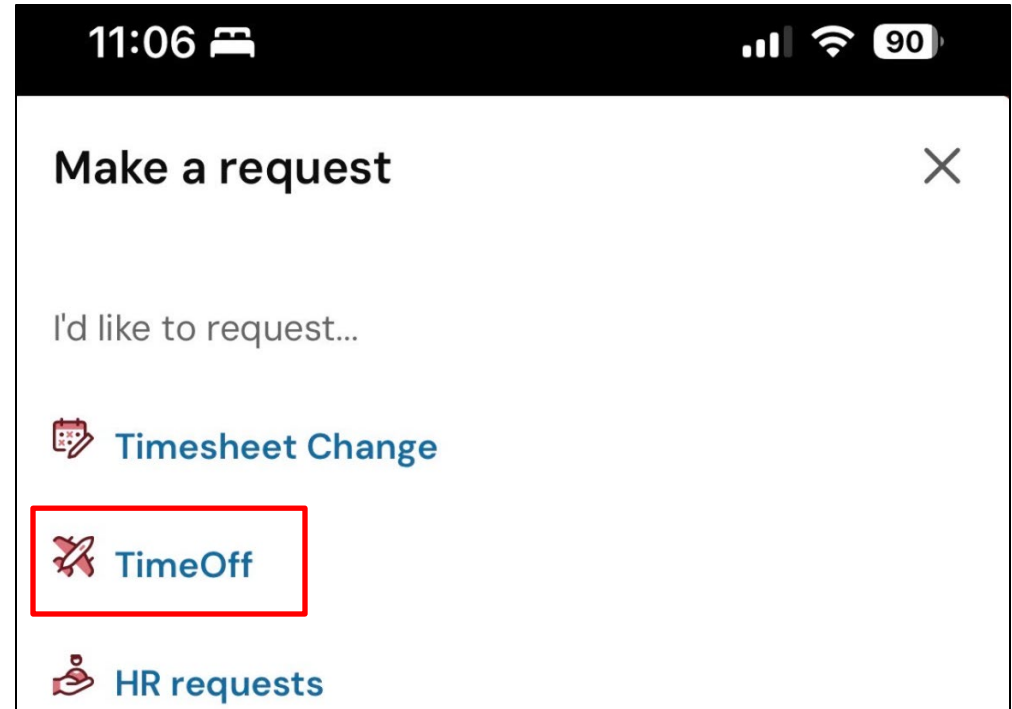 11:06 90
Make a request
I'd like to request...
Timesheet Change
TimeOff
HR requests